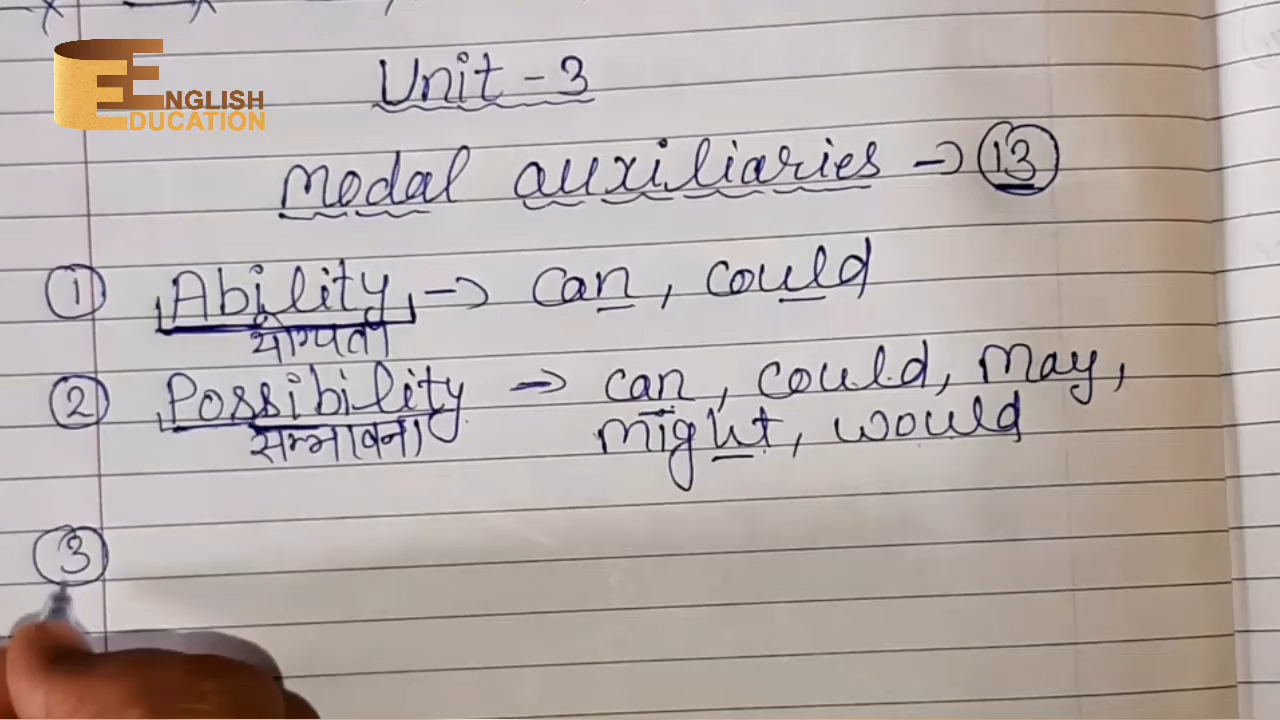 ENGLISH
EDUCATION
Unit - 3
Modal auxiliaries → 13
① Ability → can, could
योग्यता
② Possibility → can, could, may,
सम्भावना might, would
③